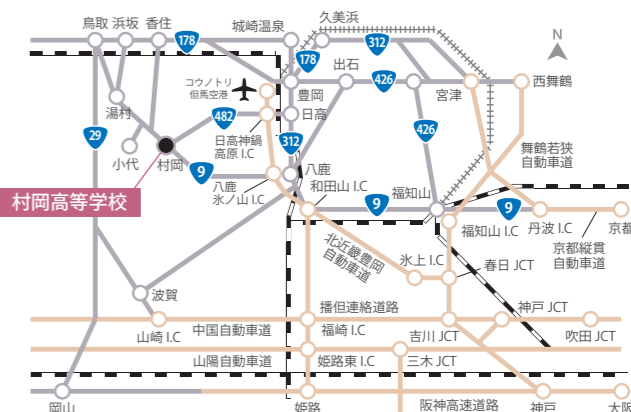 鳥取
浜坂
香住
城崎温泉
久美浜
178
312
178
N
出石
426
コウノトリ
但馬空港
豊岡
宮津
西舞鶴
湯村
482
日高
29
日高神鍋
高原 I.C
312
426
舞鶴若狭
自動車道
小代
村岡
9
八鹿
氷ノ山 I.C
八鹿
和田山 I.C
福知山
村岡高等学校
9
9
福知山 I.C
丹波 I.C
京都
北近畿豊岡
自動車道
京都縦貫
自動車道
氷上 I.C
春日 JCT
波賀
播但連絡道路
神戸 JCT
山崎 I.C
中国自動車道
福崎 I.C
吉川 JCT
吹田 JCT
山陽自動車道
姫路東 I.C
三木 JCT
岡山
姫路
阪神高速道路
神戸
大阪